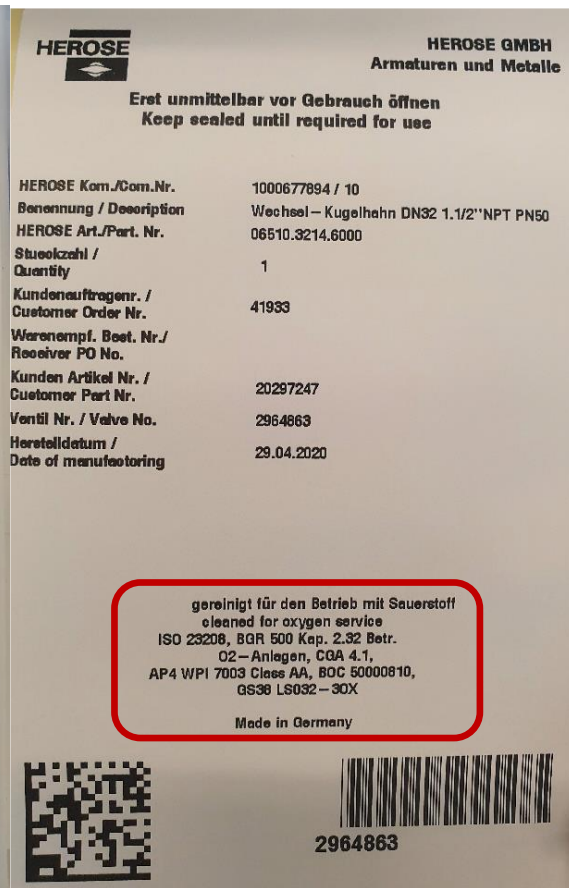 HEROSE
HEROSE GMBH
Armaturen und Metalle
Erst unmittelbar vor Gebrauch öffnen
Keep sealed until required for use
HEROSE Kom./Com.Nr. 1000677894 / 10
Benennung / Description Wechsel-Kugelhahn DN32 1.1/2''NPT PN50
HEROSE Art./Part. Nr. 06510.3214.6000
Stueckzahl /
Quantity 1
Kundenauftragsnr. /
Customer Order Nr. 41933
Warenempf. Best. Nr./
Receiver PO No.
Kunden Artikel Nr. /
Customer Part Nr. 20297247
Ventil Nr. / Valve No. 2964863
Herstelldatum /
Date of manufactoring 29.04.2020
gereinigt für den Betrieb mit Sauerstoff
cleaned for oxygen service
ISO 23208, BGR 500 Kap. 2.32 Betr.
O2-Anlagen, CGA 4.1,
AP4 WPI 7003 Class AA, BOC 50000810,
GS38 LS032-30X
Made in Germany
2964863